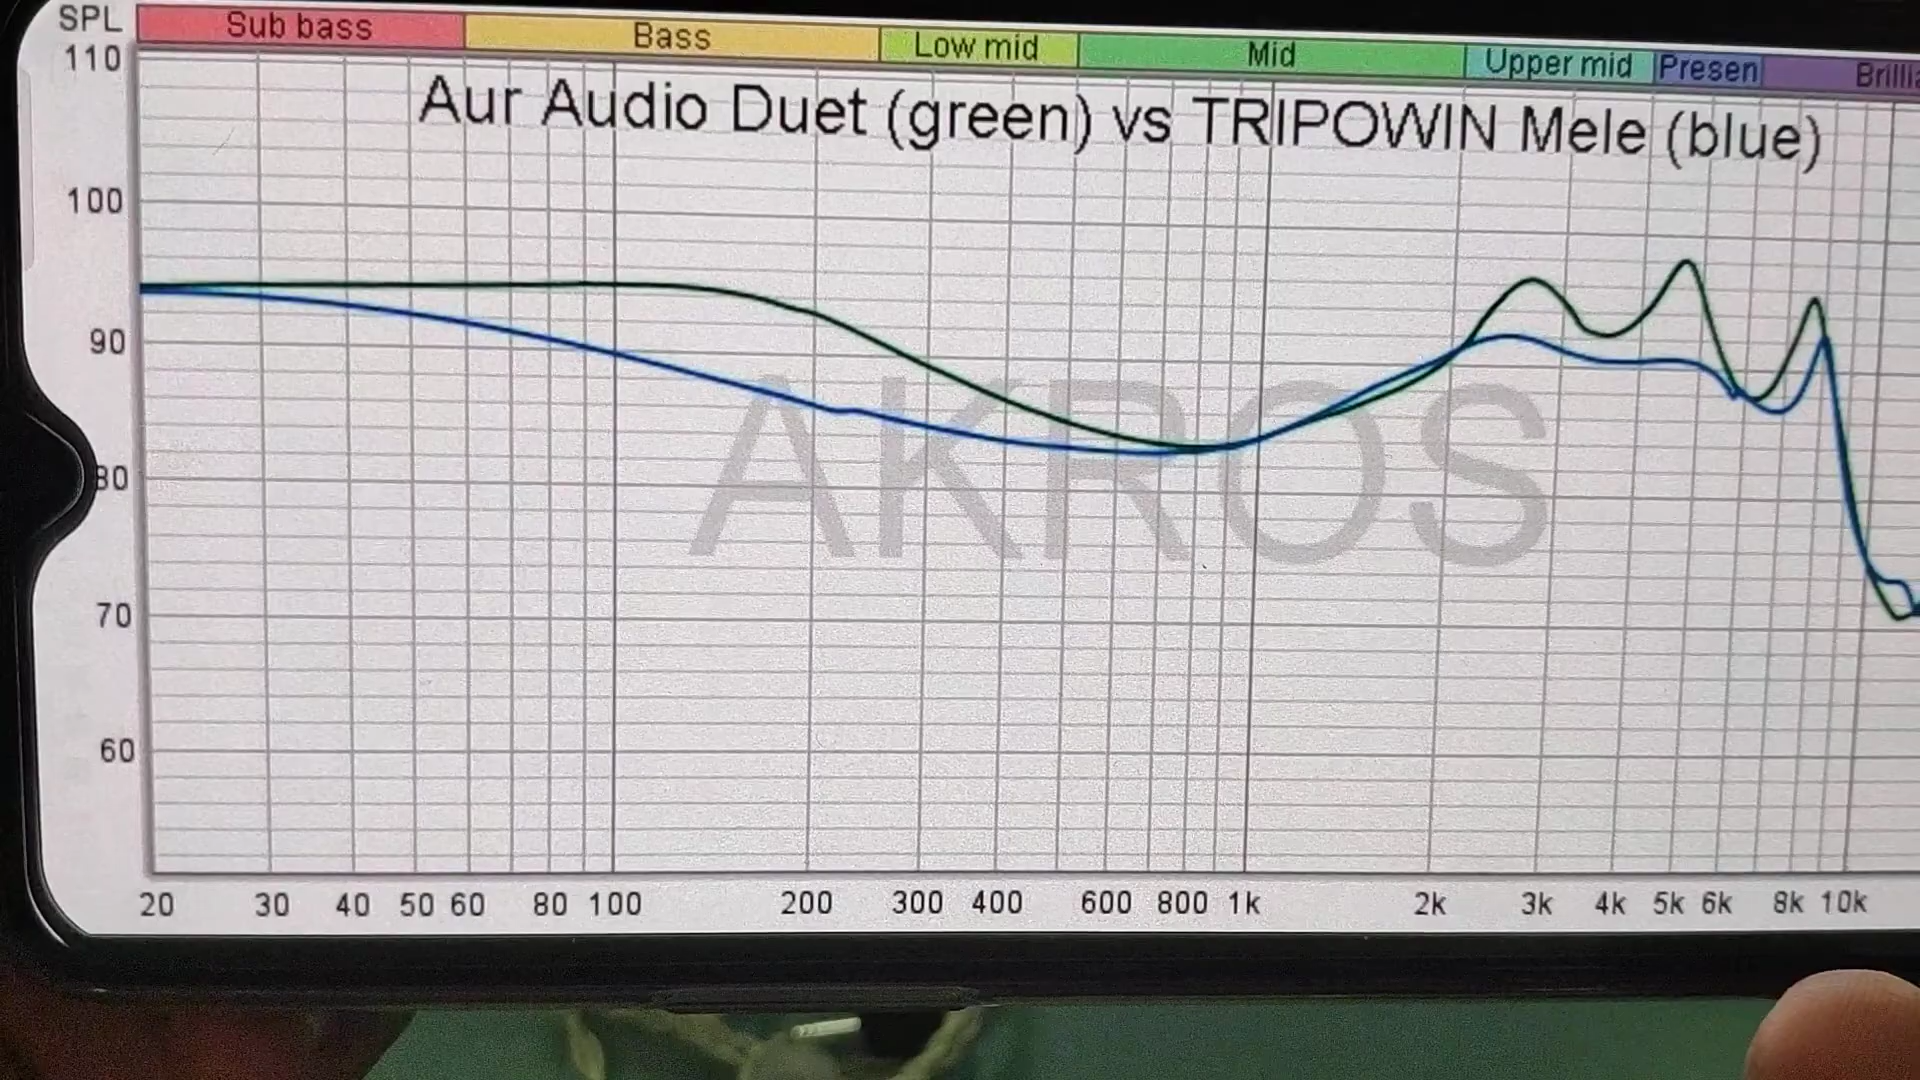 SPL
Sub bass
Bass
Low mid
Mid
Upper mid
Presen
Brillia
110
Aur Audio Duet (green) vs TRIPOWIN Mele (blue)
100
90
AKROS
80
70
60
20 30 40 50 60 80 100 200 300 400 600 800 1k 2k 3k 4k 5k 6k 8k 10k